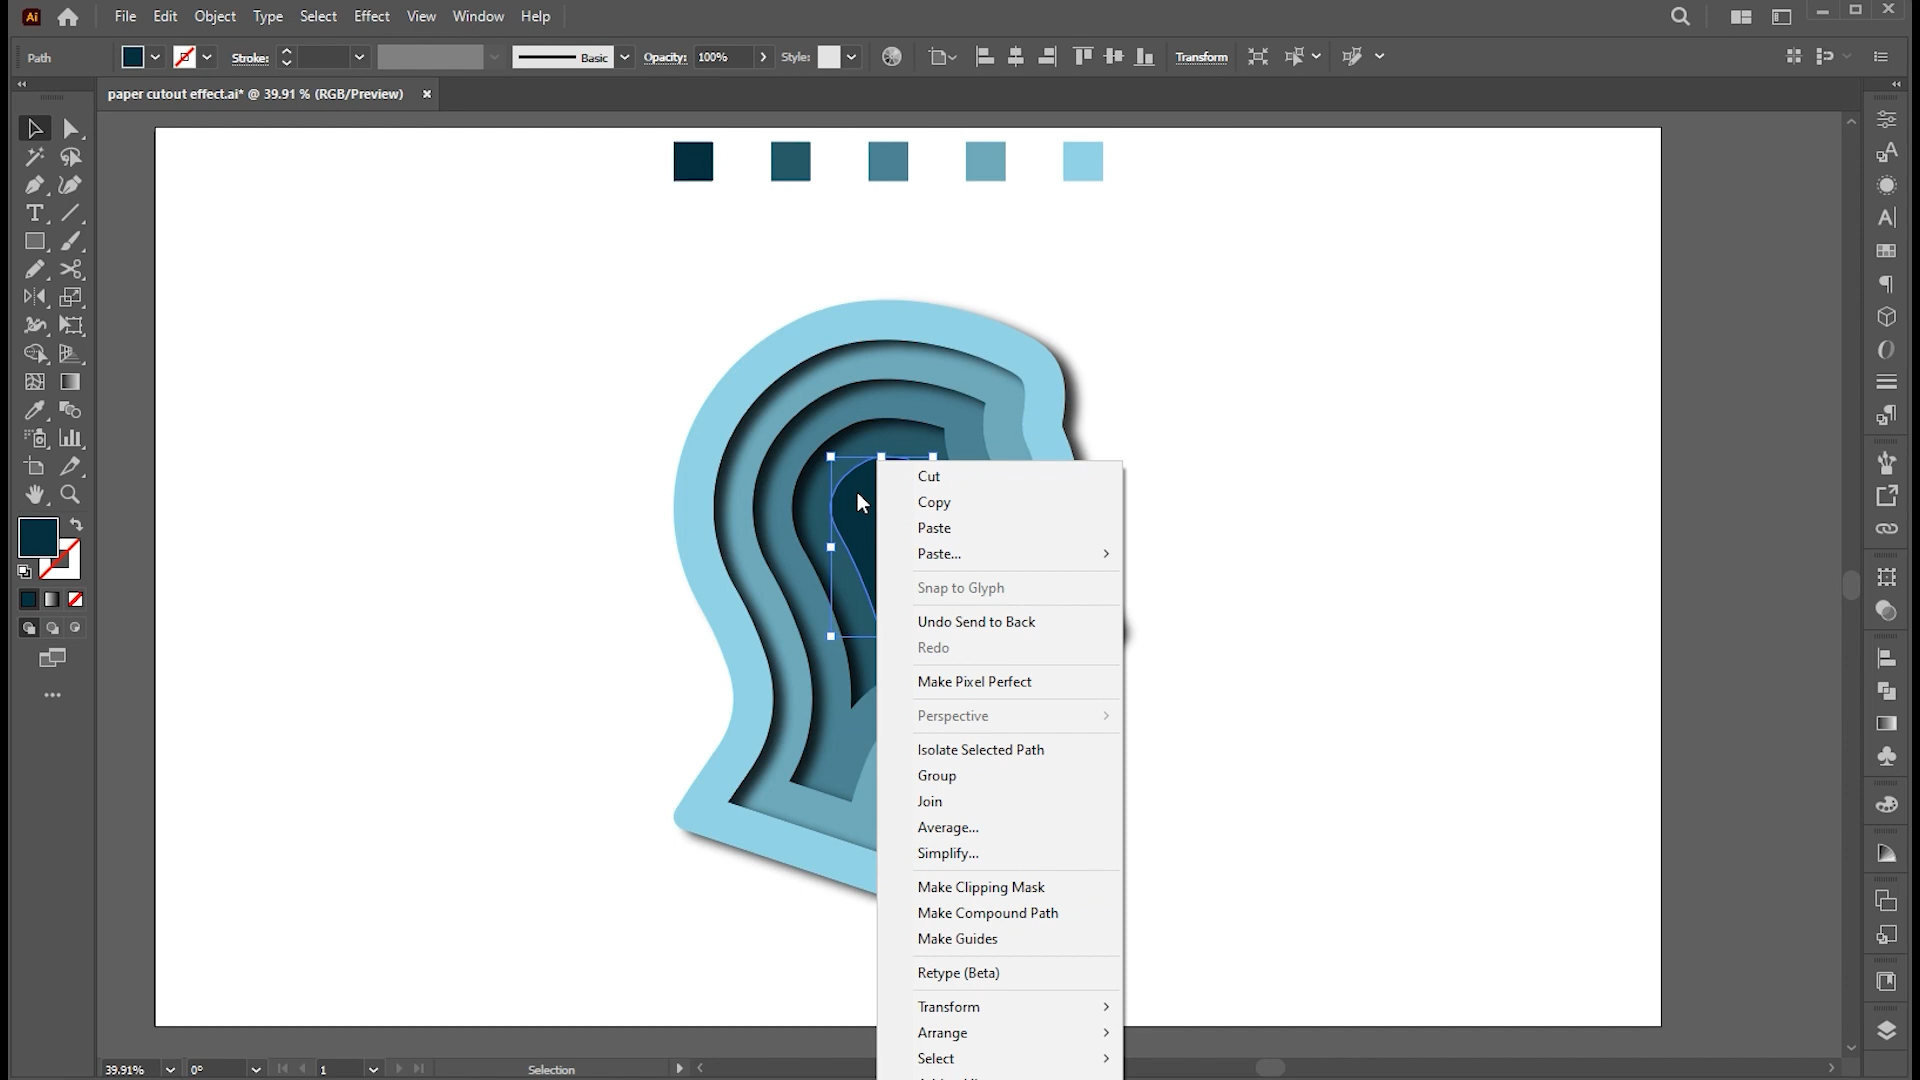 Ai File Edit Object Type Select Effect View Window Help
Path Stroke: Basic Opacity: 100% Style: Transform
paper cutout effect.ai* @ 39.91 % (RGB/Preview) ×
Cut
Copy
Paste
Paste...
Snap to Glyph
Undo Send to Back
Redo
Make Pixel Perfect
Perspective
Isolate Selected Path
Group
Join
Average...
Simplify...
Make Clipping Mask
Make Compound Path
Make Guides
Retype (Beta)
Transform
Arrange
Select
39.91% 0° 1 Selection